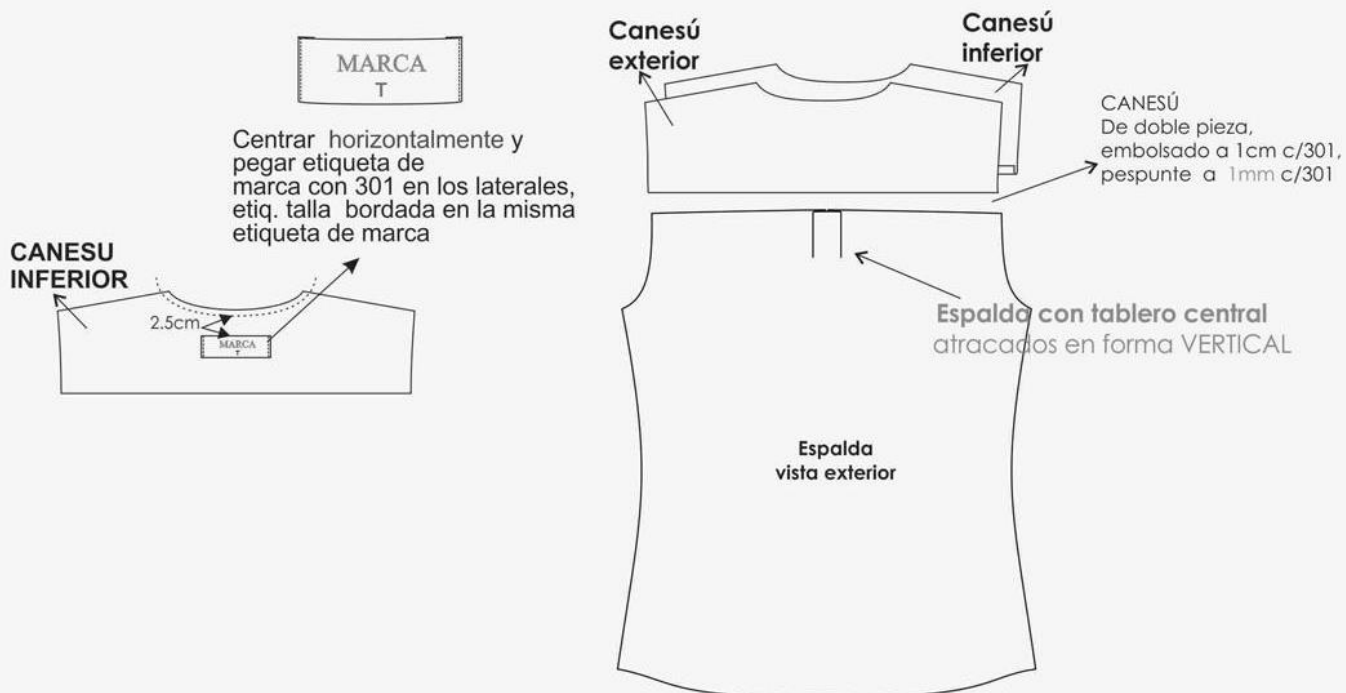 MARCA
T
Centrar horizontalmente y
pegar etiqueta de
marca con 301 en los laterales,
etiq. talla bordada en la misma
etiqueta de marca
CANESU
INFERIOR
2.5cm
MARCA
T
Canesú
exterior
Canesú
inferior
CANESÚ
De doble pieza,
embolsado a 1cm c/301,
pespunte a 1mm c/301
Espalda con tablero central
atracados en forma VERTICAL
Espalda
vista exterior